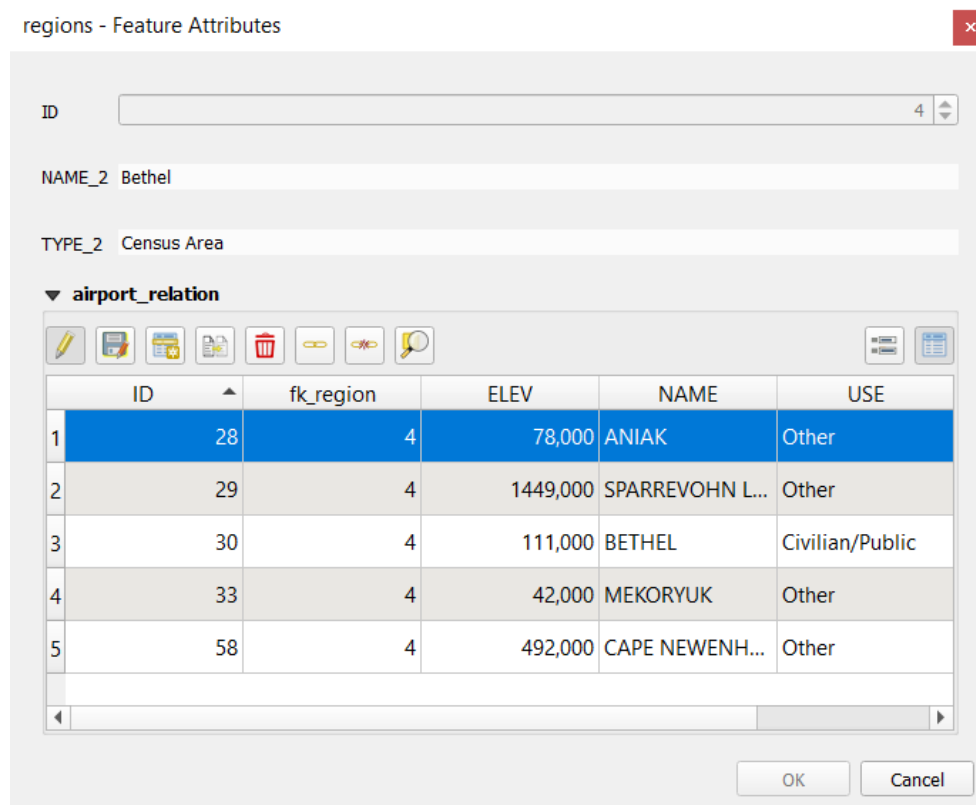 regions - Feature Attributes
ID 4
NAME_2 Bethel
TYPE_2 Census Area
airport_relation
ID fk_region ELEV NAME USE
1 28 4 78,000 ANIAK Other
2 29 4 1449,000 SPARREVOHN L... Other
3 30 4 111,000 BETHEL Civilian/Public
4 33 4 42,000 MEKORYUK Other
5 58 4 492,000 CAPE NEWENH... Other
OK Cancel